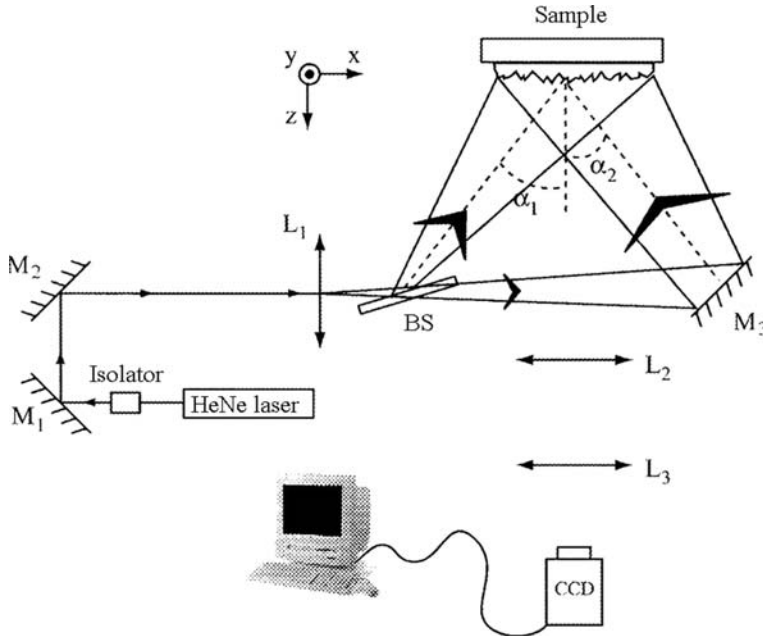 Sample
y
x
z
α1
α2
L1
M2
BS
M3
L2
Isolator
M1
HeNe laser
L3
CCD